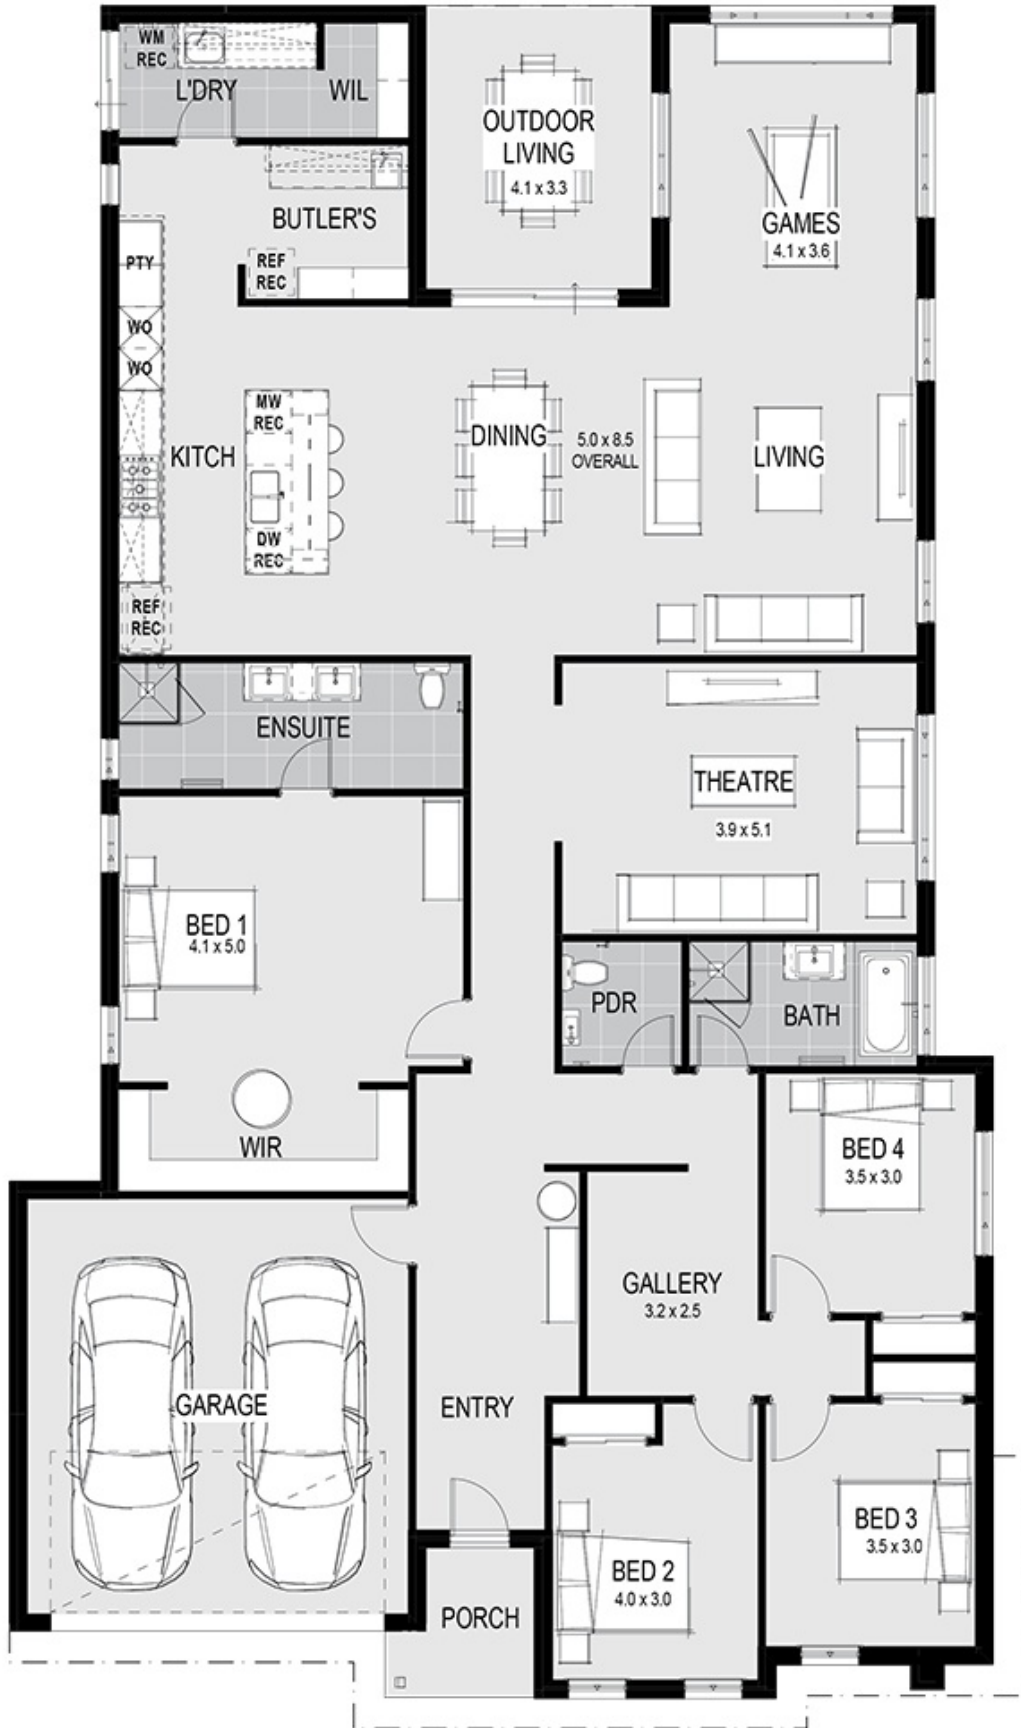 WM
REC
L'DRY
WIL
OUTDOOR
LIVING
4.1 x 3.3
GAMES
4.1 x 3.6
BUTLER'S
REF
REC
PTY
WO
WO
MW
REC
KITCH
DINING
5.0 x 8.5
OVERALL
LIVING
DW
REC
REF
REC
ENSUITE
THEATRE
3.9 x 5.1
BED 1
4.1 x 5.0
PDR
BATH
WIR
BED 4
3.5 x 3.0
GALLERY
3.2 x 2.5
GARAGE
ENTRY
BED 3
3.5 x 3.0
BED 2
4.0 x 3.0
PORCH